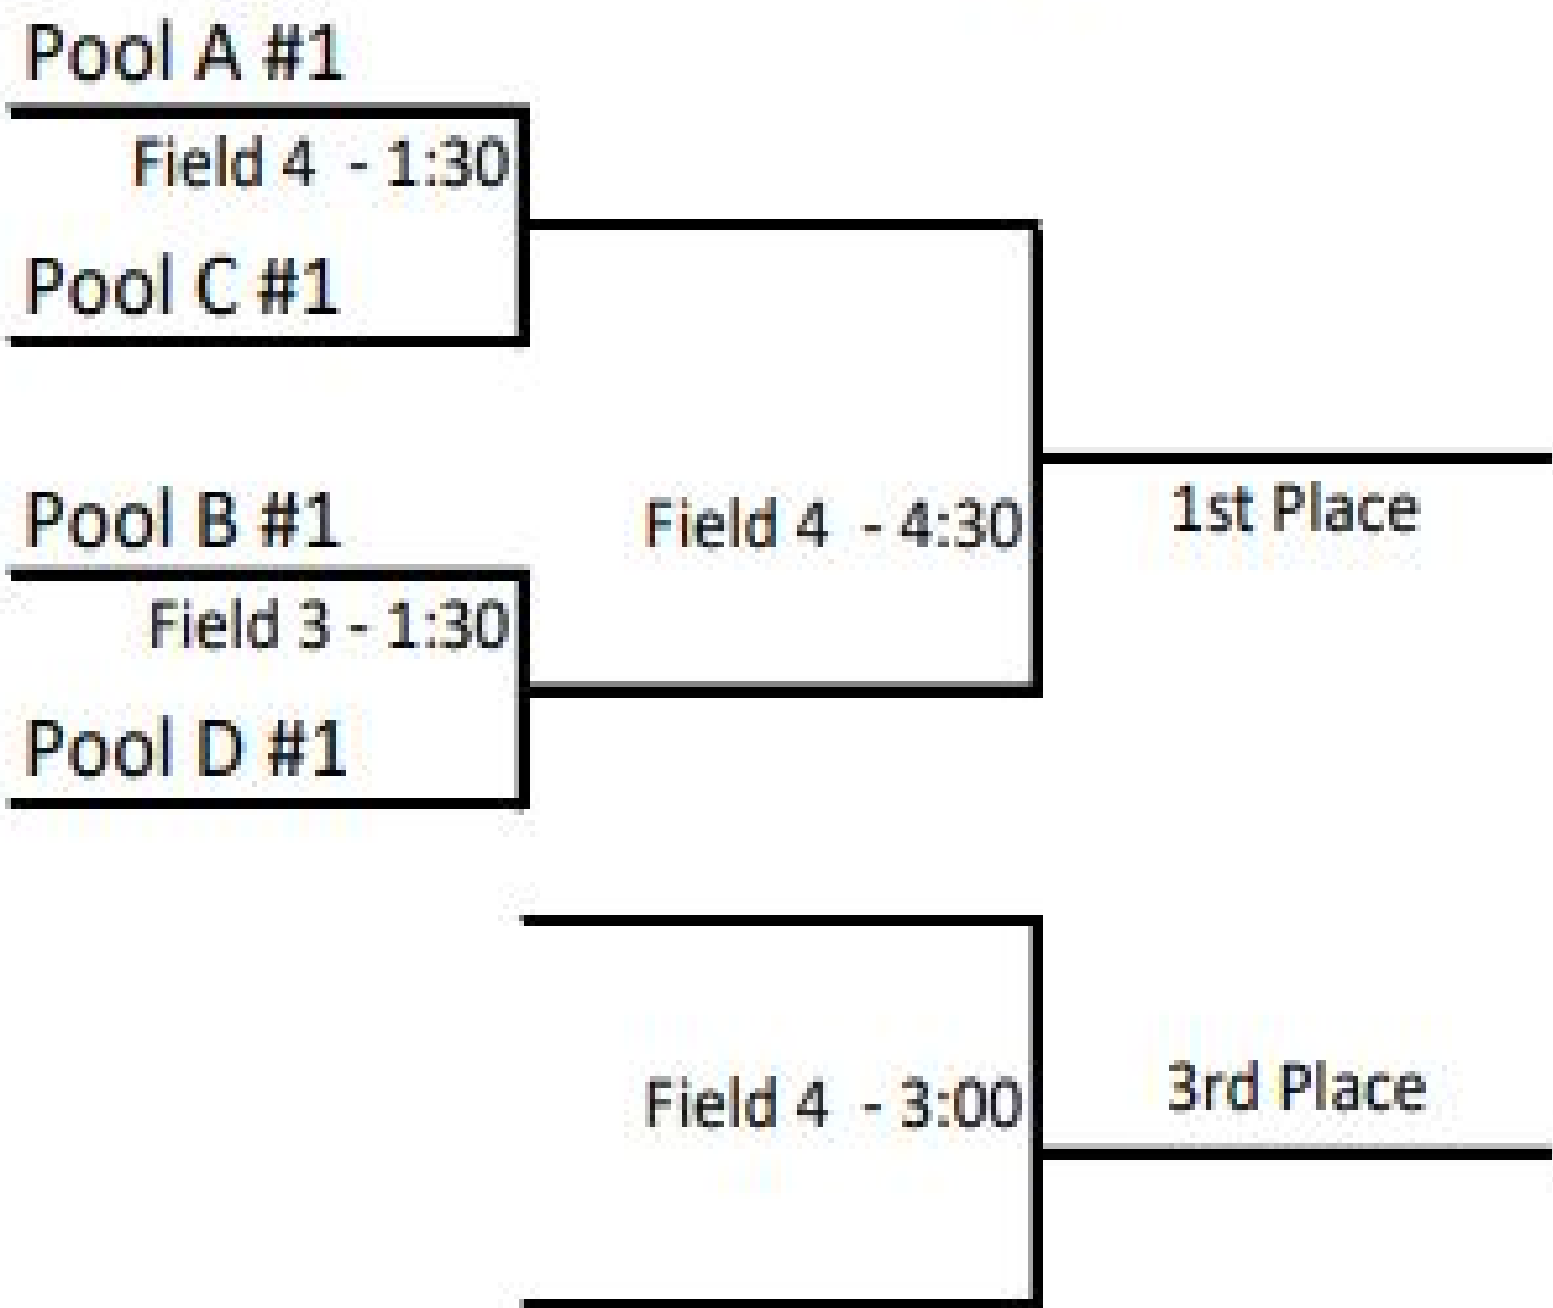 Pool A #1
Field 4 - 1:30
Pool C #1
Pool B #1
Field 4 - 4:30
1st Place
Field 3 - 1:30
Pool D #1
Field 4 - 3:00
3rd Place